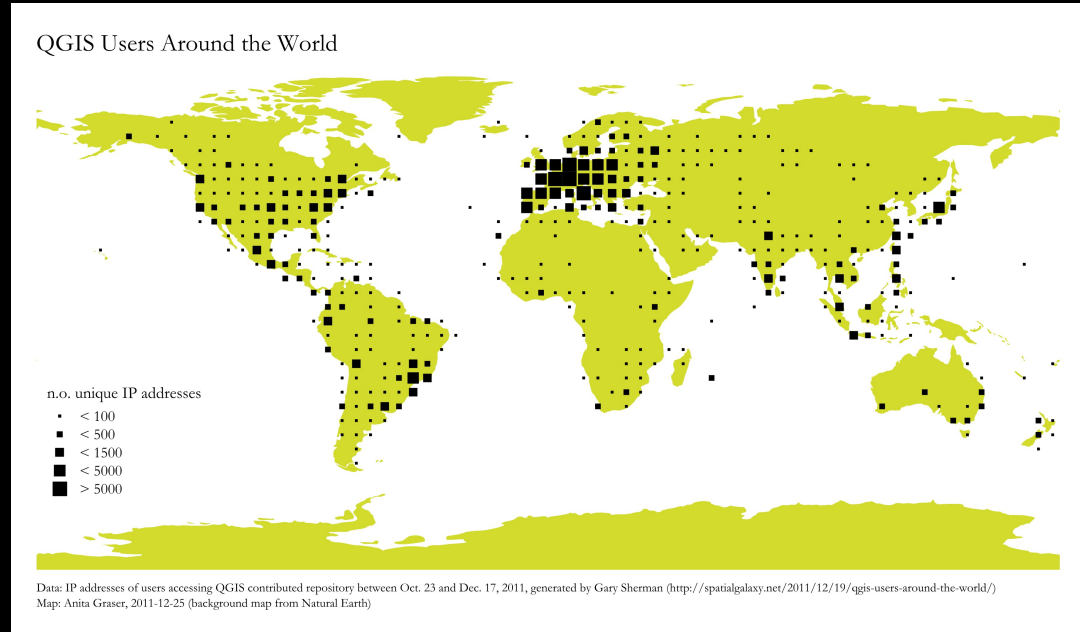 QGIS Users Around the World
n.o. unique IP addresses
< 100
< 500
< 1500
< 5000
> 5000
Data: IP addresses of users accessing QGIS contributed repository between Oct. 23 and Dec. 17, 2011, generated by Gary Sherman (http://spatialgalaxy.net/2011/12/19/qgis-users-around-the-world/)
Map: Anita Graser, 2011-12-25 (background map from Natural Earth)